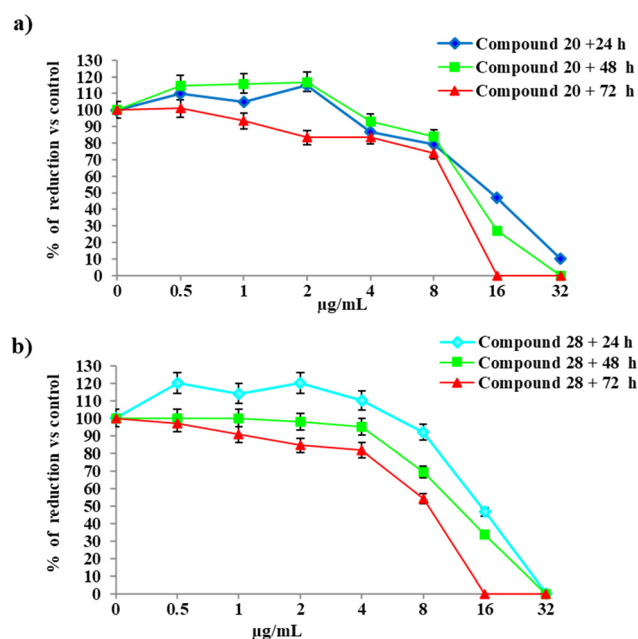 a)
Compound 20 +24 h
Compound 20 + 48 h
Compound 20 + 72 h
% of reduction vs control
130
120
110
100
90
80
70
60
50
40
30
20
10
0
0 0.5 1 2 4 8 16 32
µg/mL
b)
Compound 28 + 24 h
Compound 28 + 48 h
Compound 28 + 72 h
% of reduction vs control
130
120
110
100
90
80
70
60
50
40
30
20
10
0
0 0.5 1 2 4 8 16 32
µg/mL